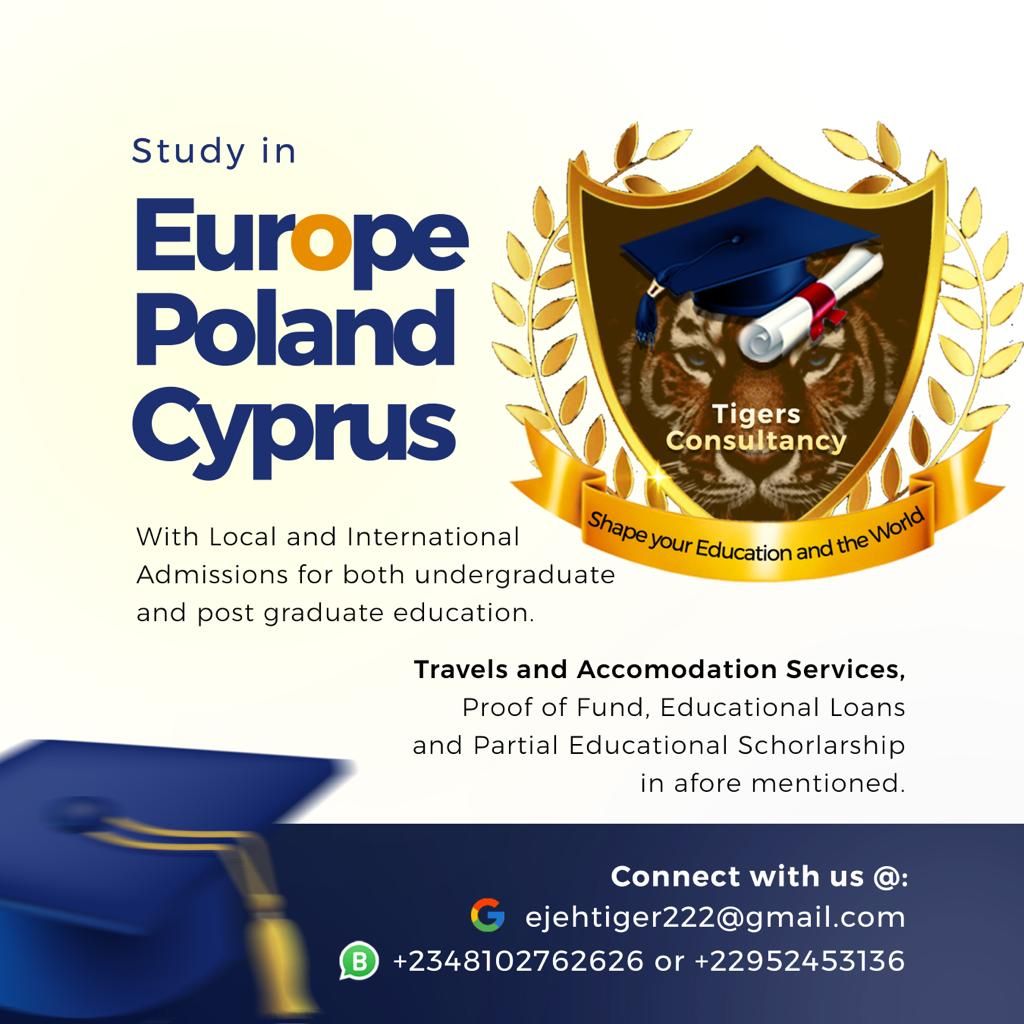 Study in
Europe
Poland
Cyprus
Tigers
Consultancy
Shape your Education and the World
With Local and International
Admissions for both undergraduate
and post graduate education.
Travels and Accomodation Services,
Proof of Fund, Educational Loans
and Partial Educational Schorlarship
in afore mentioned.
Connect with us @:
ejehtiger222@gmail.com
+2348102762626 or +22952453136